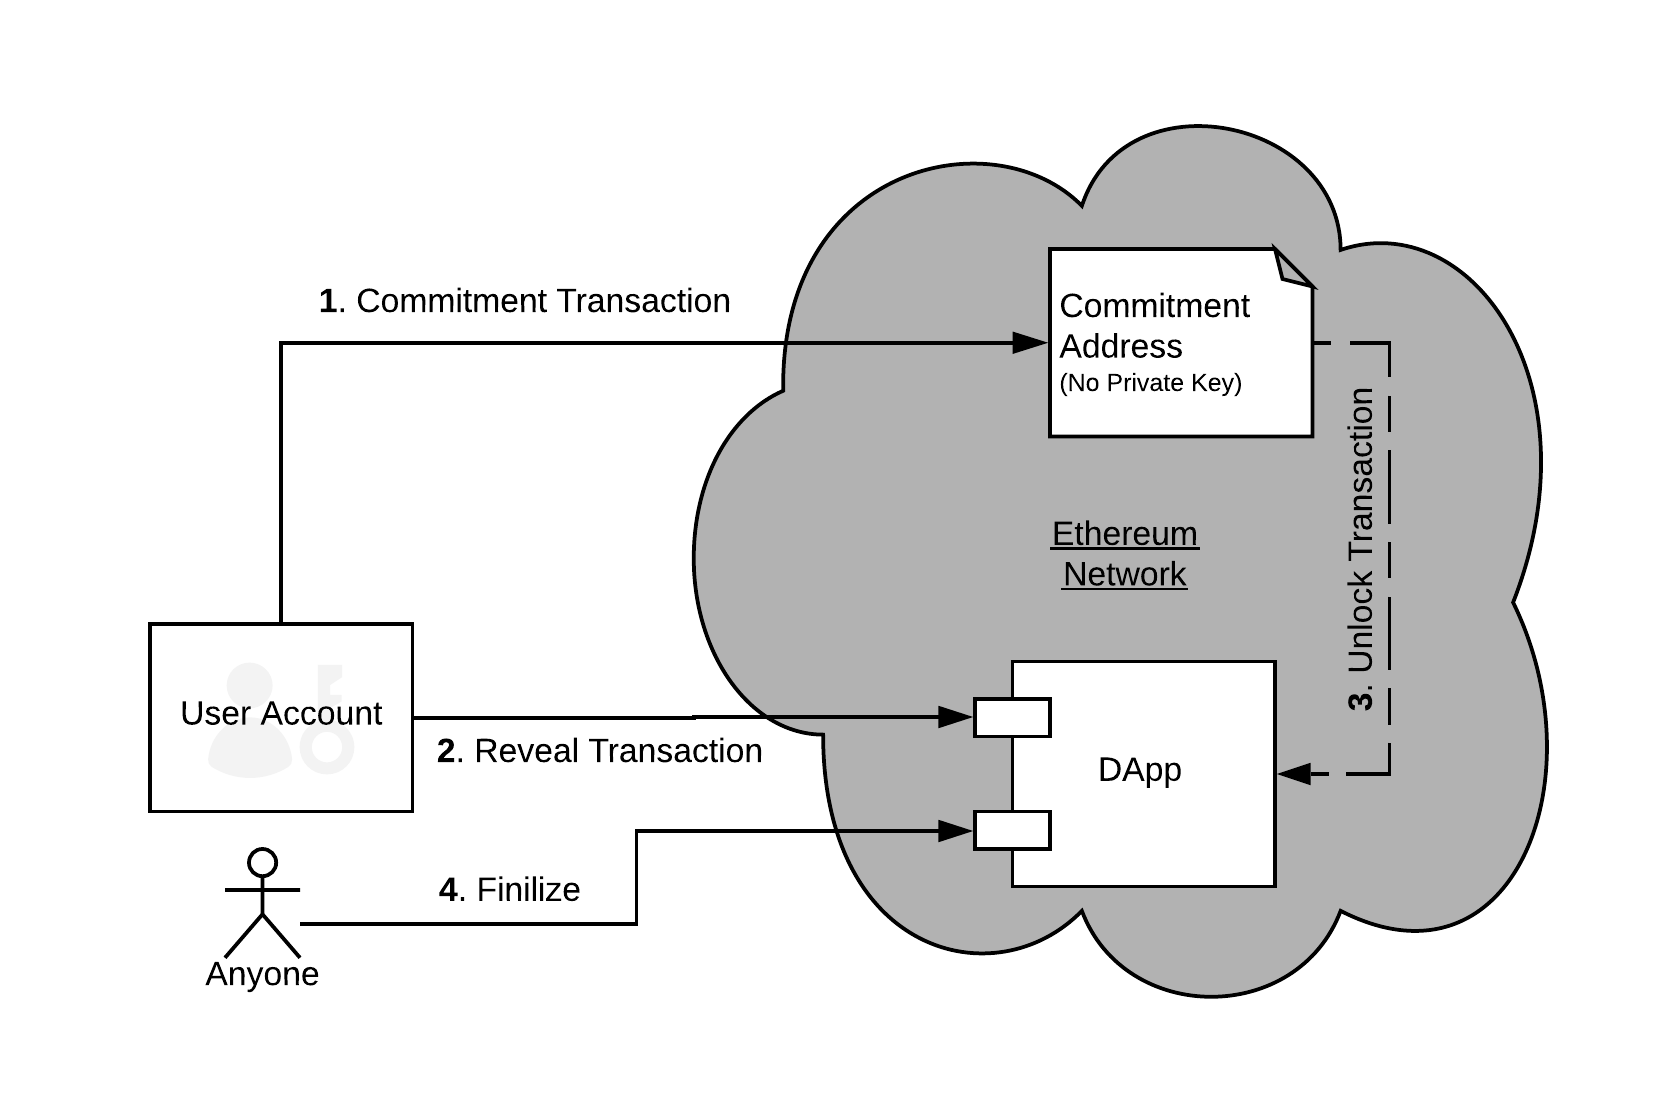 1. Commitment Transaction
Commitment
Address
(No Private Key)
3. Unlock Transaction
Ethereum
Network
User Account
2. Reveal Transaction
DApp
4. Finilize
Anyone